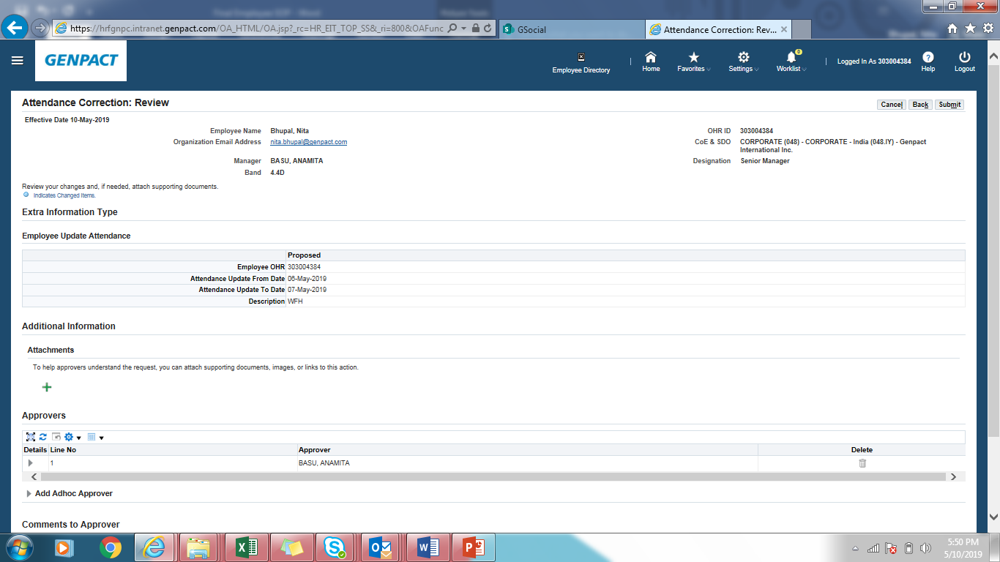 https://hrfgnpc.intranet.genpact.com/OA_HTML/OA.jsp?_rc=HR_EIT_TOP_SS&_ri=800&OAFunc
GSocial
Attendance Correction: Rev...
GENPACT
Employee Directory
Home
Favorites
Settings
Worklist
Logged In As 303004384
Help
Logout
Attendance Correction: Review
Cancel Back Submit
Effective Date 10-May-2019
Employee Name Bhupal, Nita
OHR ID 303004384
Organization Email Address nita.bhupal@genpact.com
CoE & SDO CORPORATE (048) - CORPORATE - India (048.IY) - Genpact
International Inc.
Manager BASU, ANAMITA
Designation Senior Manager
Band 4.4D
Review your changes and, if needed, attach supporting documents.
Indicates Changed Items.
Extra Information Type
Employee Update Attendance
Proposed
Employee OHR 303004384
Attendance Update From Date 06-May-2019
Attendance Update To Date 07-May-2019
Description WFH
Additional Information
Attachments
To help approvers understand the request, you can attach supporting documents, images, or links to this action.
Approvers
Details Line No Approver Delete
1 BASU, ANAMITA
Add Adhoc Approver
Comments to Approver
5:50 PM
5/10/2019